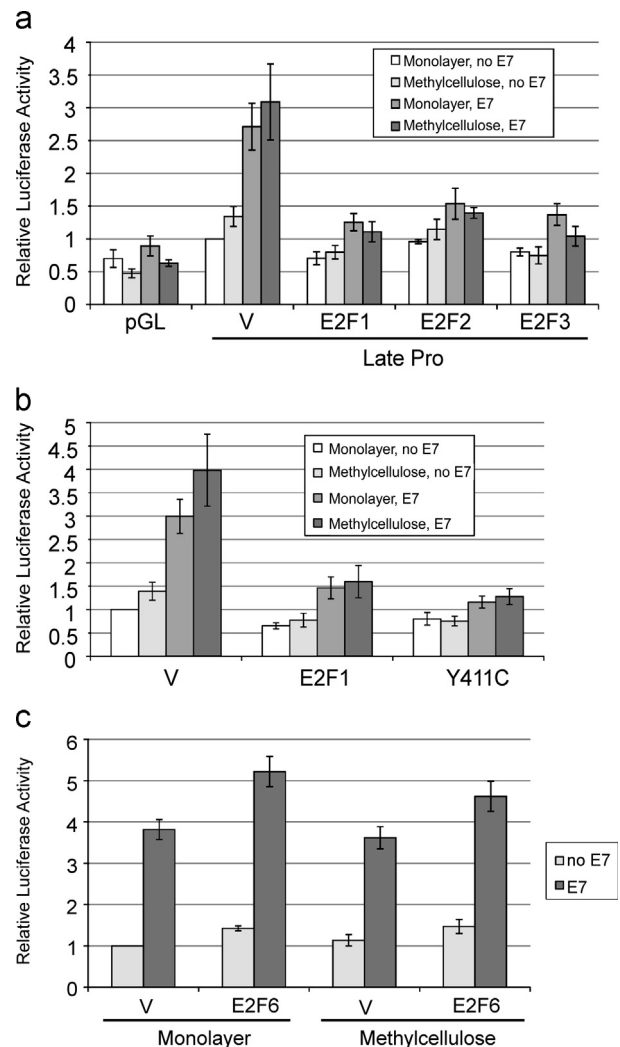 a
Relative Luciferase Activity
4
3.5
3
2.5
2
1.5
1
0.5
0
Monolayer, no E7
Methylcellulose, no E7
Monolayer, E7
Methylcellulose, E7
pGL V E2F1 E2F2 E2F3
Late Pro
b
Relative Luciferase Activity
5
4.5
4
3.5
3
2.5
2
1.5
1
0.5
0
Monolayer, no E7
Methylcellulose, no E7
Monolayer, E7
Methylcellulose, E7
V E2F1 Y411C
c
Relative Luciferase Activity
6
5
4
3
2
1
0
no E7
E7
V E2F6 V E2F6
Monolayer Methylcellulose